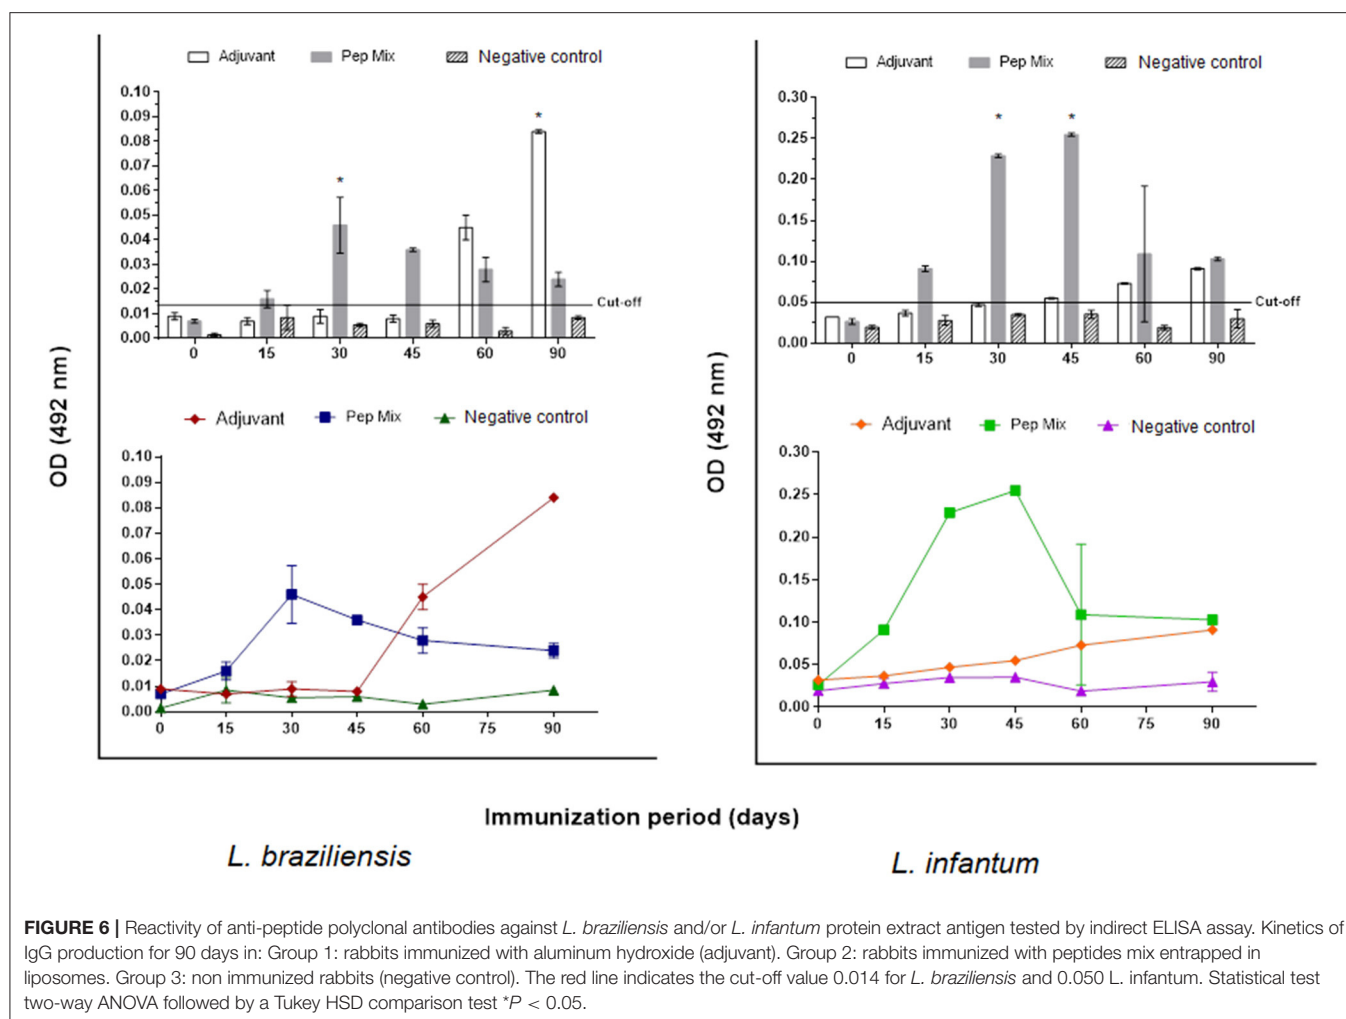 Adjuvant Pep Mix Negative control
0.10
0.09
0.08
0.07
0.06
0.05
0.04
0.03
0.02
0.01
0.00
*
*
Cut-off
0 15 30 45 60 90
Adjuvant Pep Mix Negative control
0.10
0.09
0.08
0.07
0.06
0.05
0.04
0.03
0.02
0.01
0.00
0 15 30 45 60 75 90
OD (492 nm)
Adjuvant Pep Mix Negative control
0.30
0.25
0.20
0.15
0.10
0.05
0.00
* *
Cut-off
0 15 30 45 60 90
Adjuvant Pep Mix Negative control
0.30
0.25
0.20
0.15
0.10
0.05
0.00
0 15 30 45 60 75 90
OD (492 nm)
Immunization period (days)
L. braziliensis
L. infantum
FIGURE 6 | Reactivity of anti-peptide polyclonal antibodies against L. braziliensis and/or L. infantum protein extract antigen tested by indirect ELISA assay. Kinetics of
IgG production for 90 days in: Group 1: rabbits immunized with aluminum hydroxide (adjuvant). Group 2: rabbits immunized with peptides mix entrapped in
liposomes. Group 3: non immunized rabbits (negative control). The red line indicates the cut-off value 0.014 for L. braziliensis and 0.050 L. infantum. Statistical test
two-way ANOVA followed by a Tukey HSD comparison test *P < 0.05.